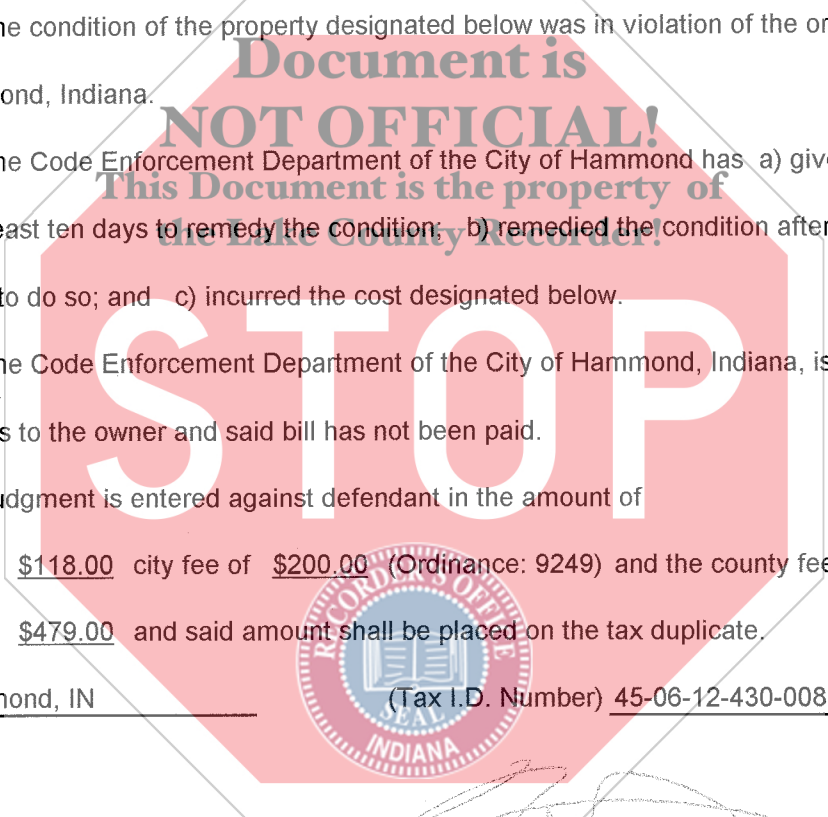 ne condition of the property designated below was in violation of the or
Document is
ond, Indiana.
NOT OFFICIAL!
ne Code Enforcement Department of the City of Hammond has a) give
This Document is the property of
east ten days to remedy the condition; b) remedied the condition after
the Lake County Recorder!
to do so; and c) incurred the cost designated below.
STOP
ne Code Enforcement Department of the City of Hammond, Indiana, is
s to the owner and said bill has not been paid.
udgment is entered against defendant in the amount of
$118.00 city fee of $200.00 (Ordinance: 9249) and the county fee
$479.00 and said amount shall be placed on the tax duplicate.
RECORDER'S OFFICE
mond, IN (Tax I.D. Number) 45-06-12-430-008
SEAL
INDIANA